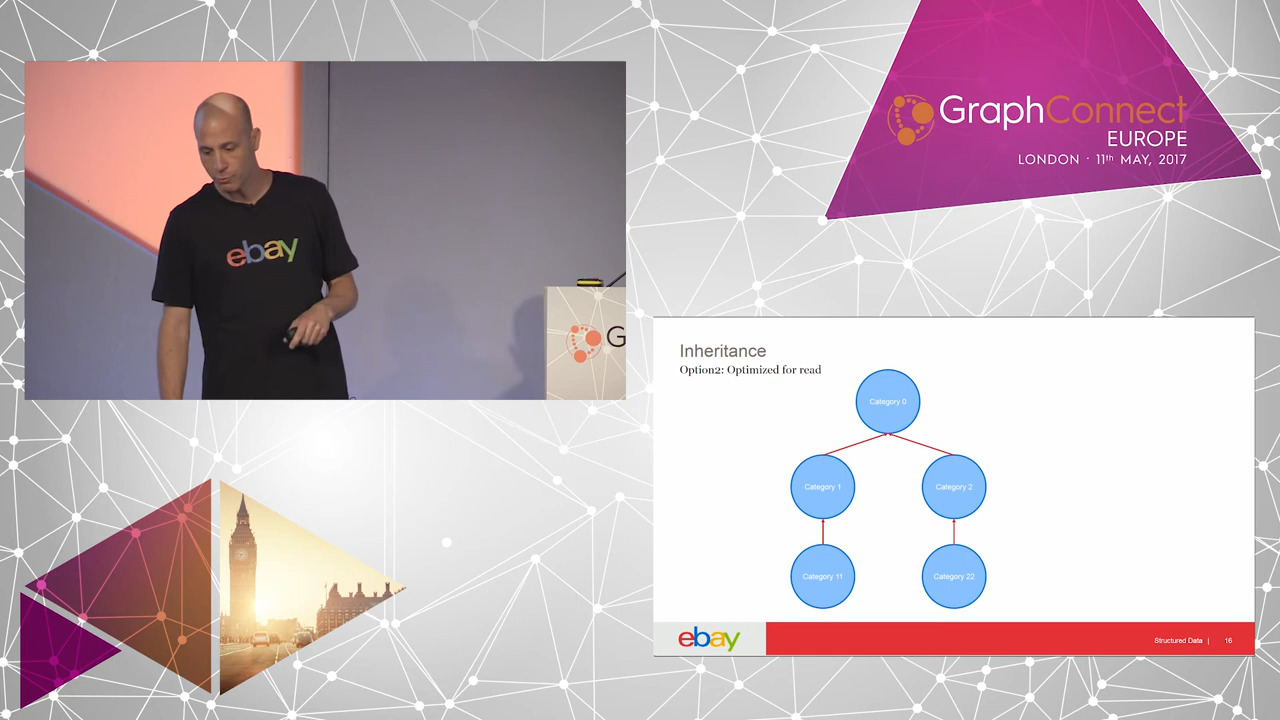 GraphConnect
EUROPE
LONDON · 11th MAY, 2017
ebay
G
Inheritance
Option2: Optimized for read
Category 0
Category 1
Category 2
Category 11
Category 22
ebay
Structured Data | 16